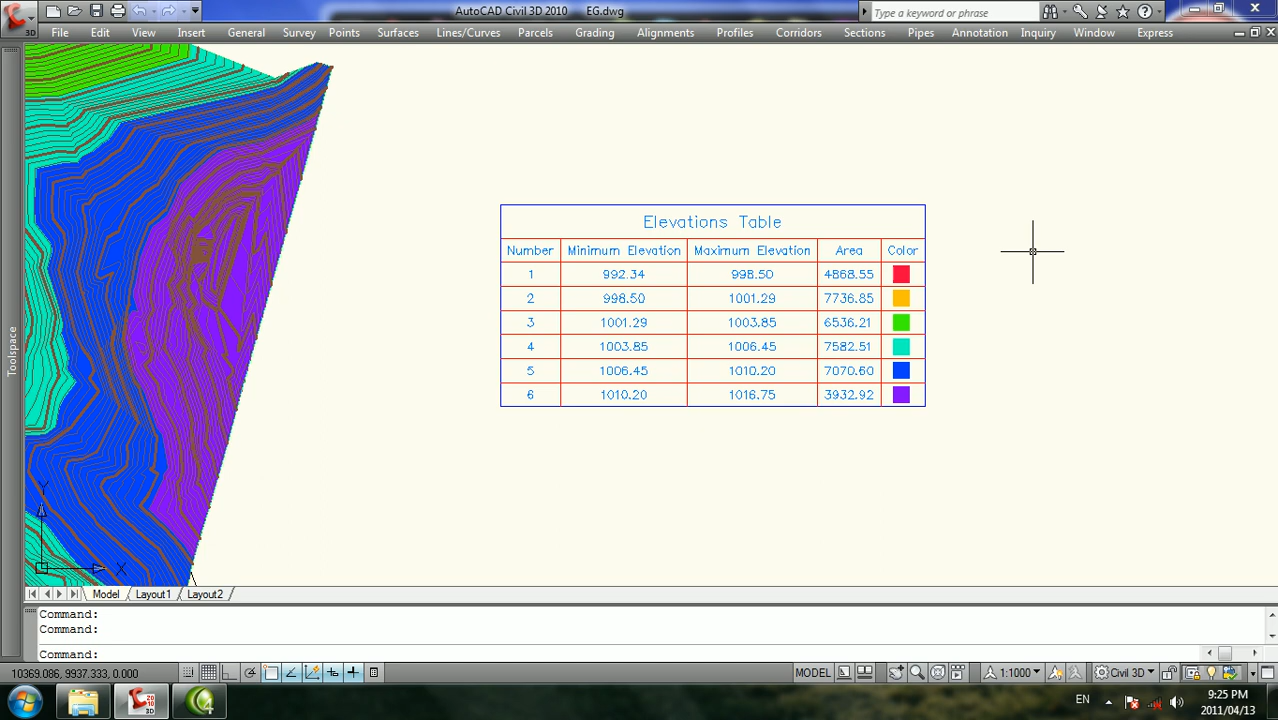 AutoCAD Civil 3D 2010 EG.dwg
Type a keyword or phrase
3D
File Edit View Insert General Survey Points Surfaces Lines/Curves Parcels Grading Alignments Profiles Corridors Sections Pipes Annotation Inquiry Window Express
Elevations Table
Number Minimum Elevation Maximum Elevation Area Color
1 992.34 998.50 4868.55
2 998.50 1001.29 7736.85
3 1001.29 1003.85 6536.21
4 1003.85 1006.45 7582.51
5 1006.45 1010.20 7070.60
6 1010.20 1016.75 3932.92
Toolspace
Y
X
Model Layout1 Layout2
Command:
Command:
Command:
10369.086, 9937.333, 0.000 MODEL 1:1000 Civil 3D
EN 9:25 PM
2011/04/13